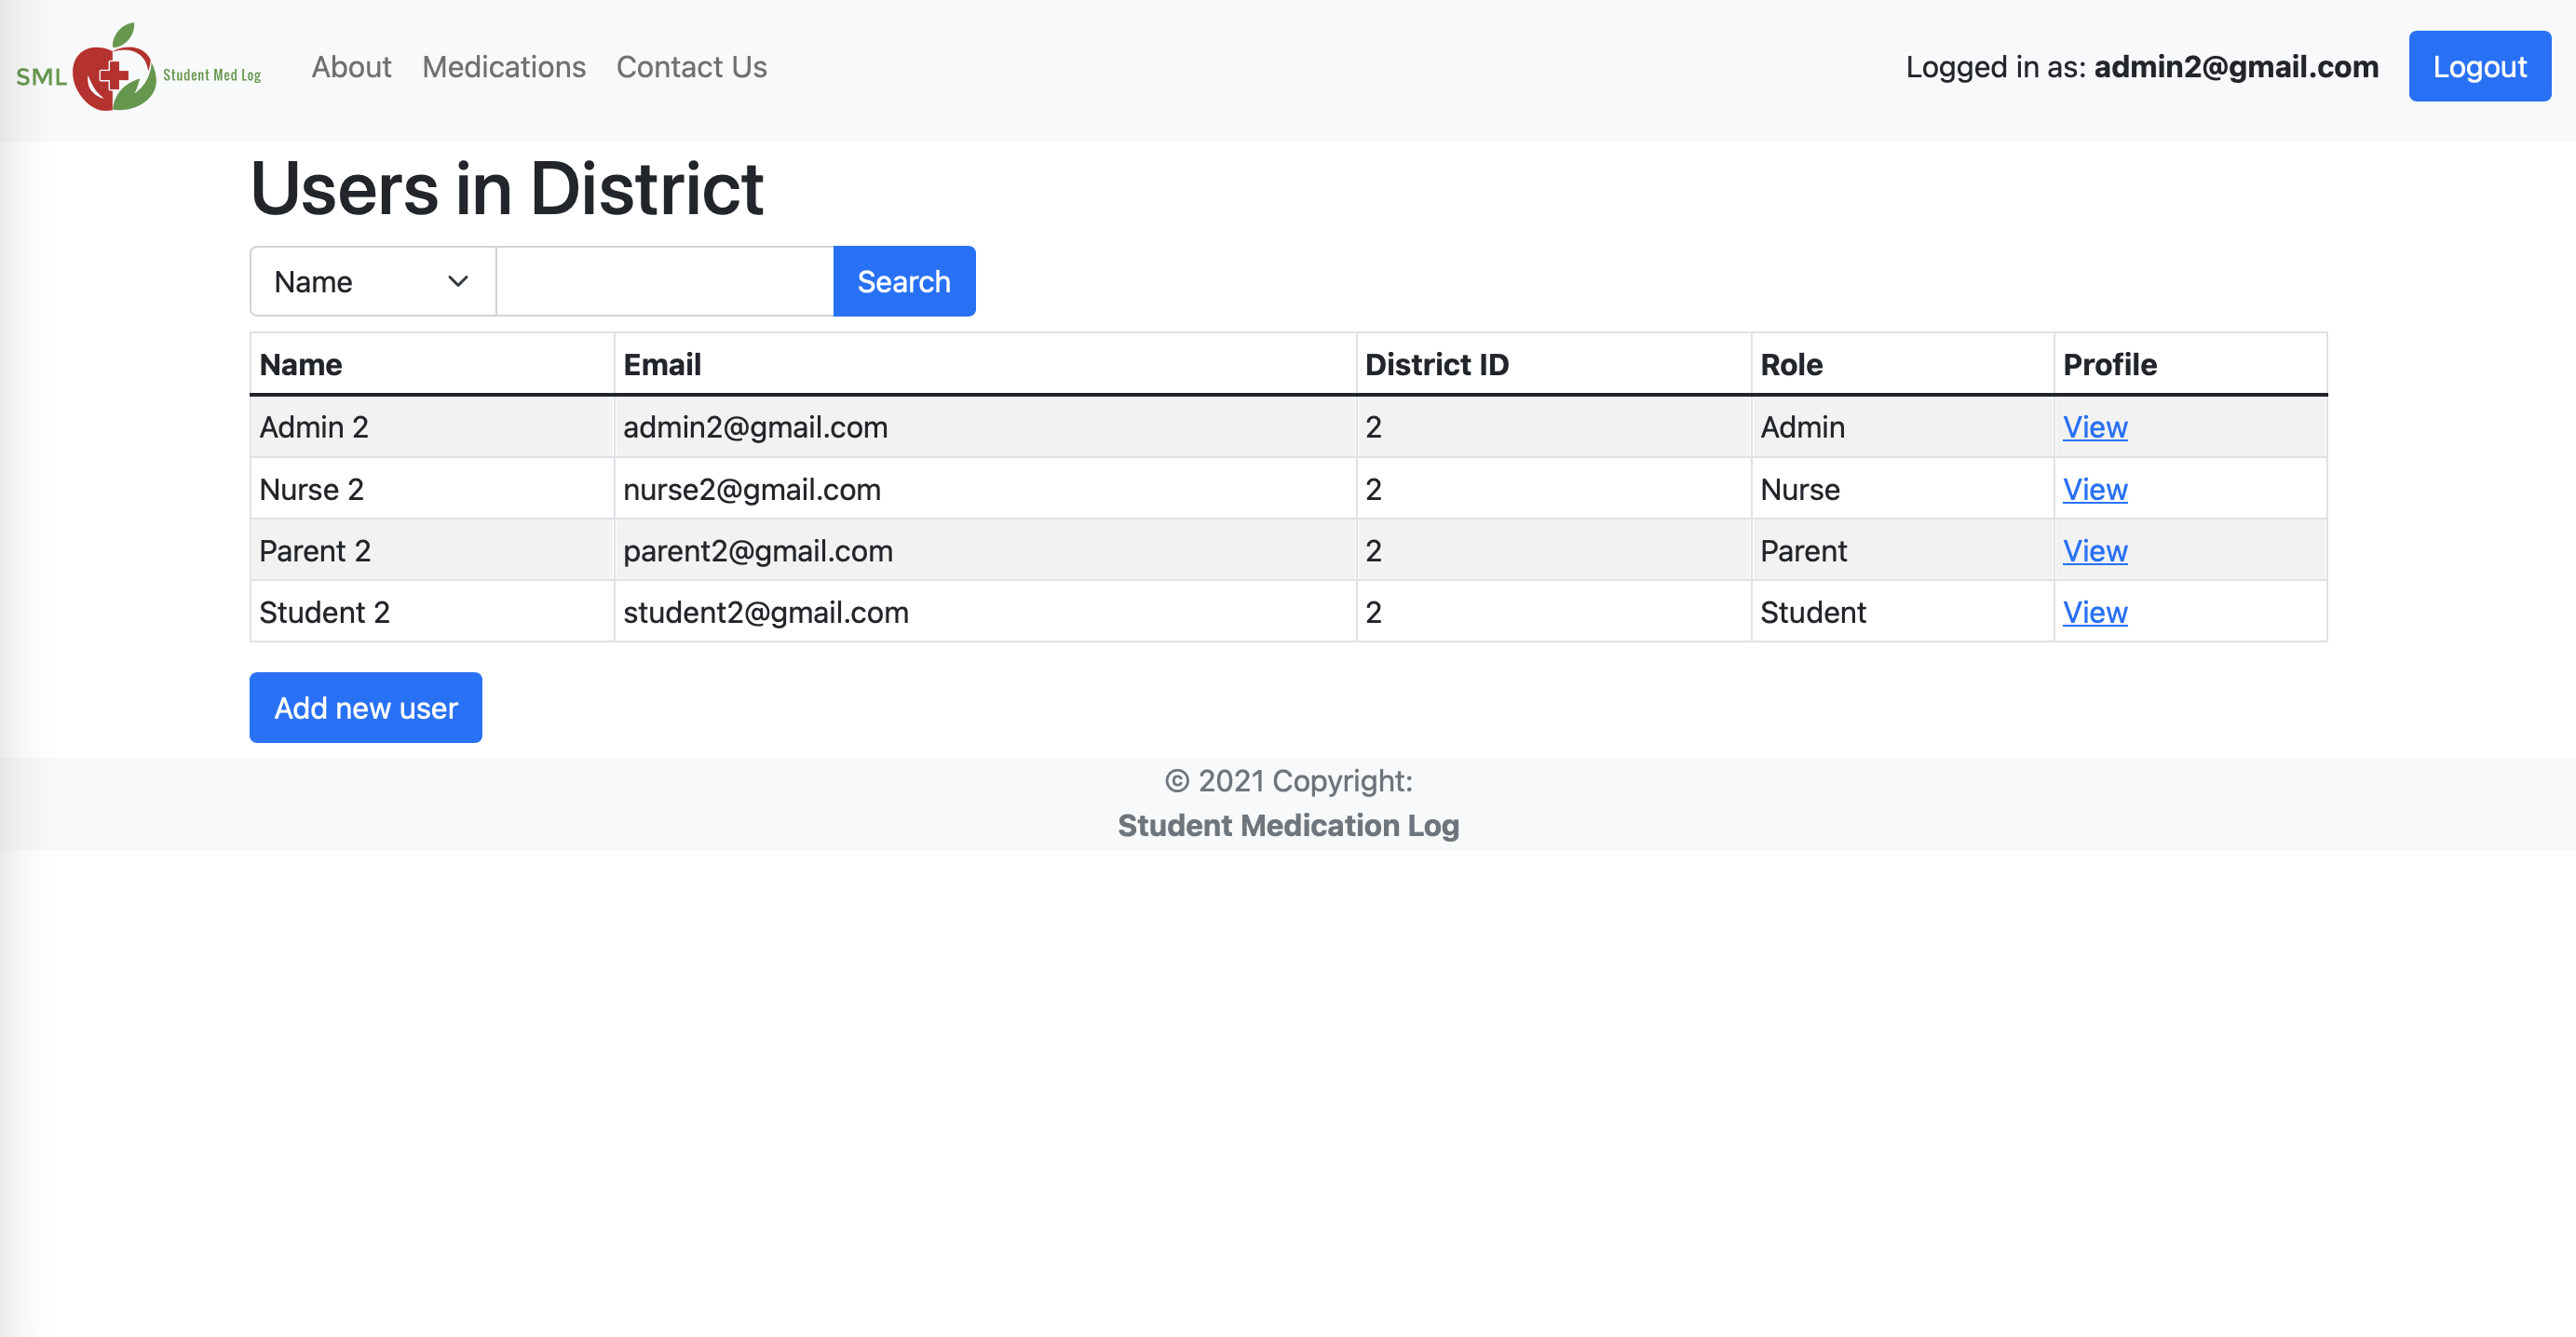 SML Student Med Log About Medications Contact Us Logged in as: admin2@gmail.com Logout
Users in District
Name Search
Name Email District ID Role Profile
Admin 2 admin2@gmail.com 2 Admin View
Nurse 2 nurse2@gmail.com 2 Nurse View
Parent 2 parent2@gmail.com 2 Parent View
Student 2 student2@gmail.com 2 Student View
Add new user
© 2021 Copyright:
Student Medication Log